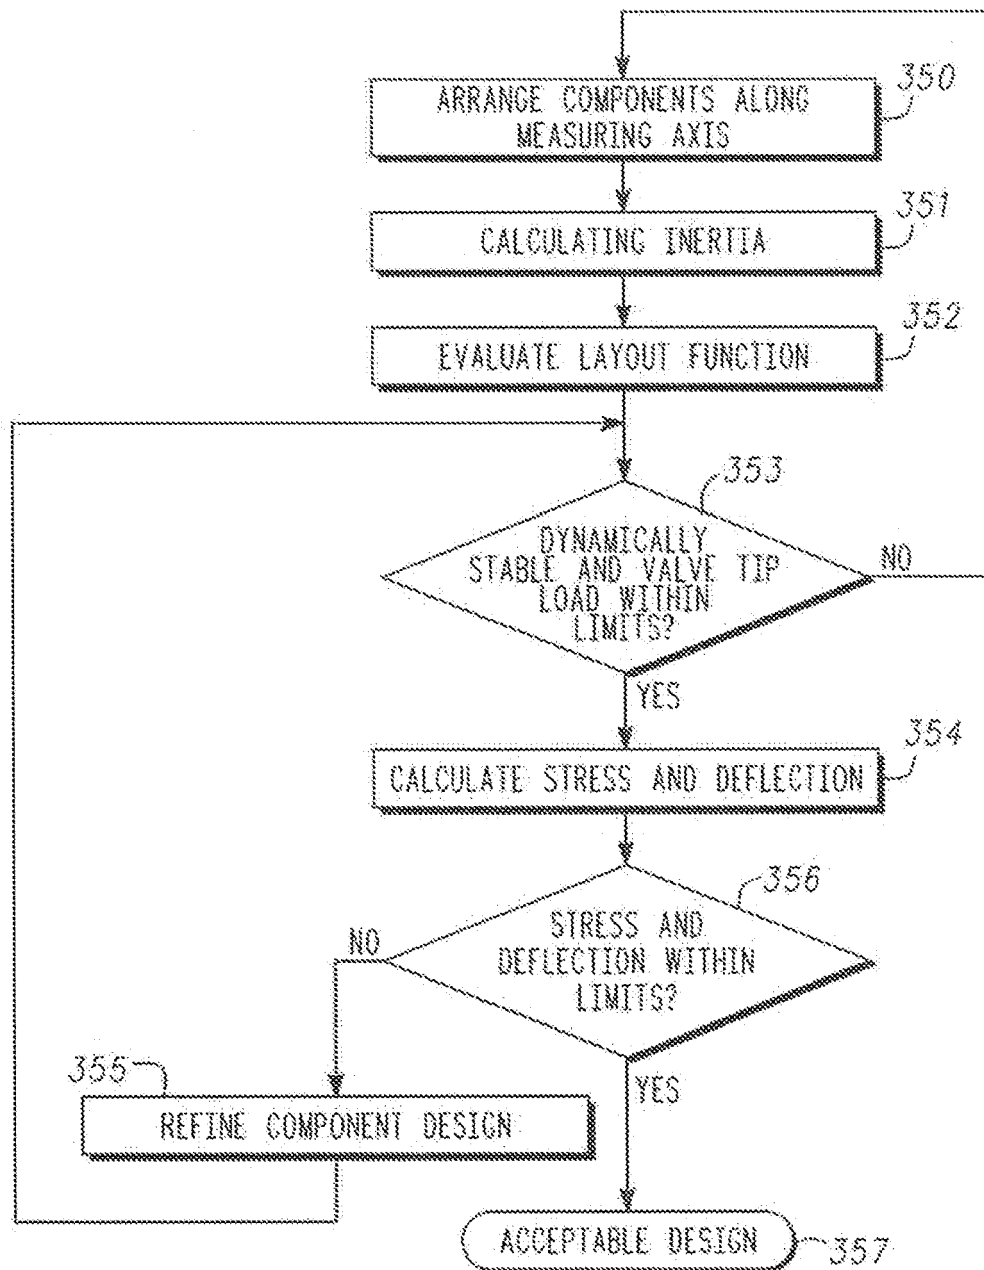 350
ARRANGE COMPONENTS ALONG
MEASURING AXIS
351
CALCULATING INERTIA
352
EVALUATE LAYOUT FUNCTION
353
DYNAMICALLY
STABLE AND VALVE TIP
LOAD WITHIN
LIMITS?
NO
YES
354
CALCULATE STRESS AND DEFLECTION
356
STRESS AND
DEFLECTION WITHIN
LIMITS?
NO
355
REFINE COMPONENT DESIGN
YES
ACCEPTABLE DESIGN
357